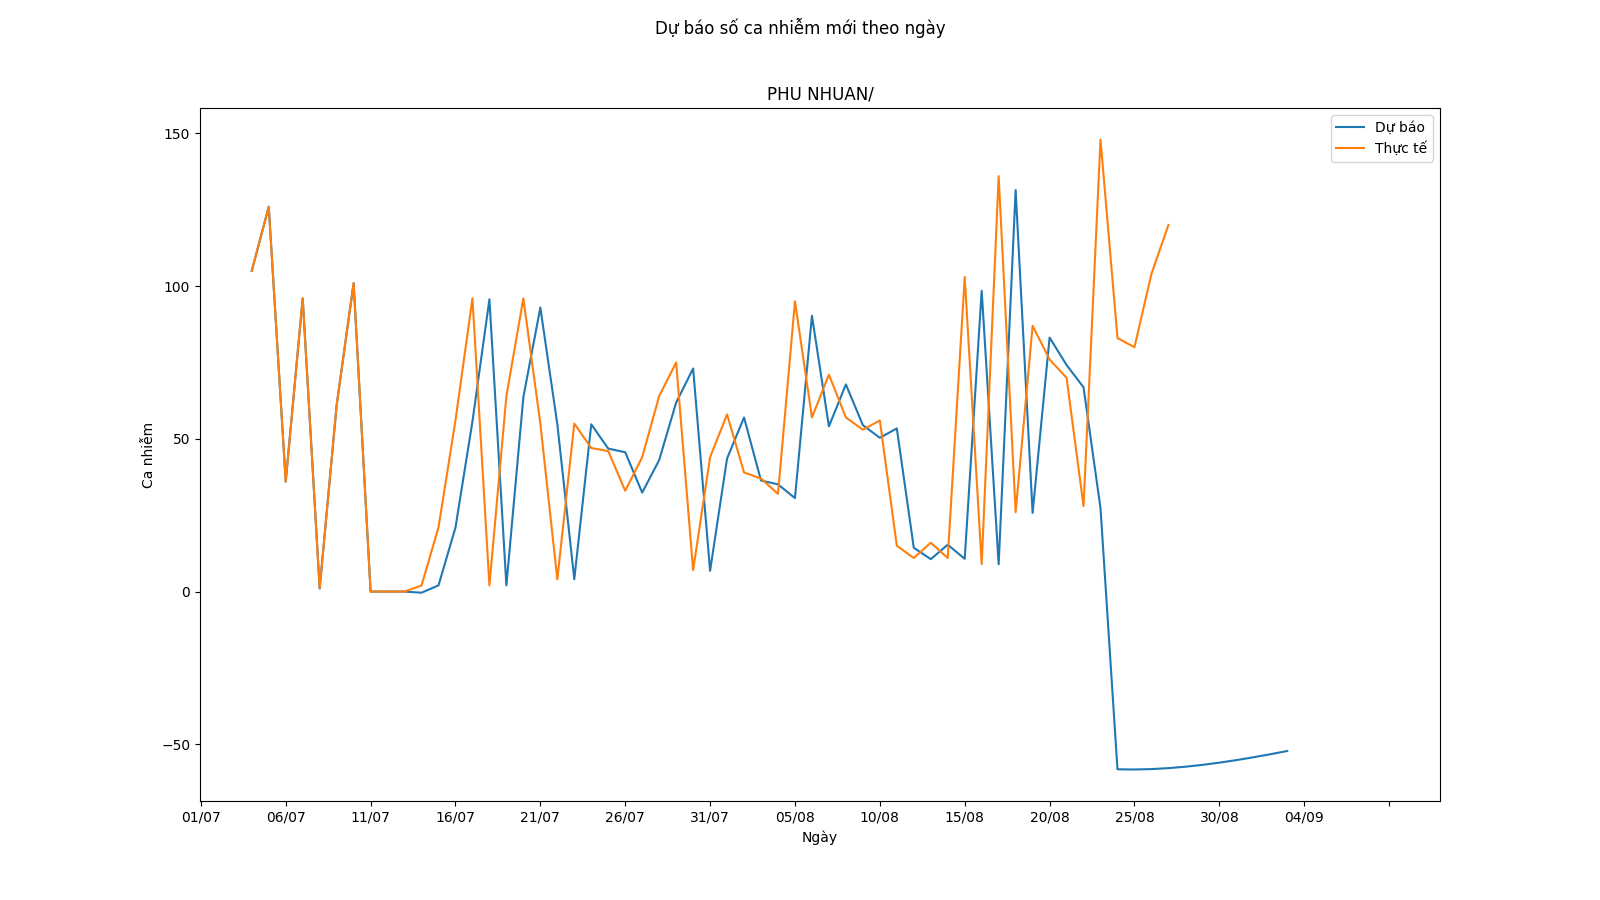 Dự báo số ca nhiễm mới theo ngày
PHU NHUAN/
Dự báo
Thực tế
150
100
50
0
−50
Ca nhiễm
01/07 06/07 11/07 16/07 21/07 26/07 31/07 05/08 10/08 15/08 20/08 25/08 30/08 04/09
Ngày